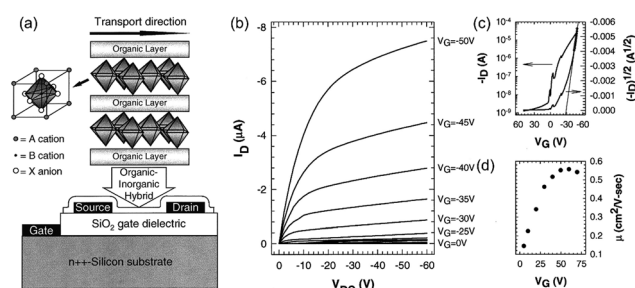 (a)
Transport direction
Organic Layer
Organic Layer
Organic Layer
= A cation
= B cation
= X anion
Organic-
Inorganic
Hybrid
Source
Drain
SiO2 gate dielectric
Gate
n++-Silicon substrate
(b)
-8
-6
-4
-2
0
ID (μA)
0 -10 -20 -30 -40 -50 -60
VDS (V)
VG=-50V
VG=-45V
VG=-40V
VG=-35V
VG=-30V
VG=-25V
VG=0V
(c)
10-4
10-5
10-6
10-7
10-8
10-9
-ID (A)
-0.006
-0.005
-0.004
-0.003
-0.002
-0.001
0.000
(-ID)1/2 (A1/2)
60 30 0 -30 -60
VG (V)
(d)
0.6
0.5
0.4
0.3
0.2
0.1
μ (cm2/V-sec)
0 25 50 75
VG (V)